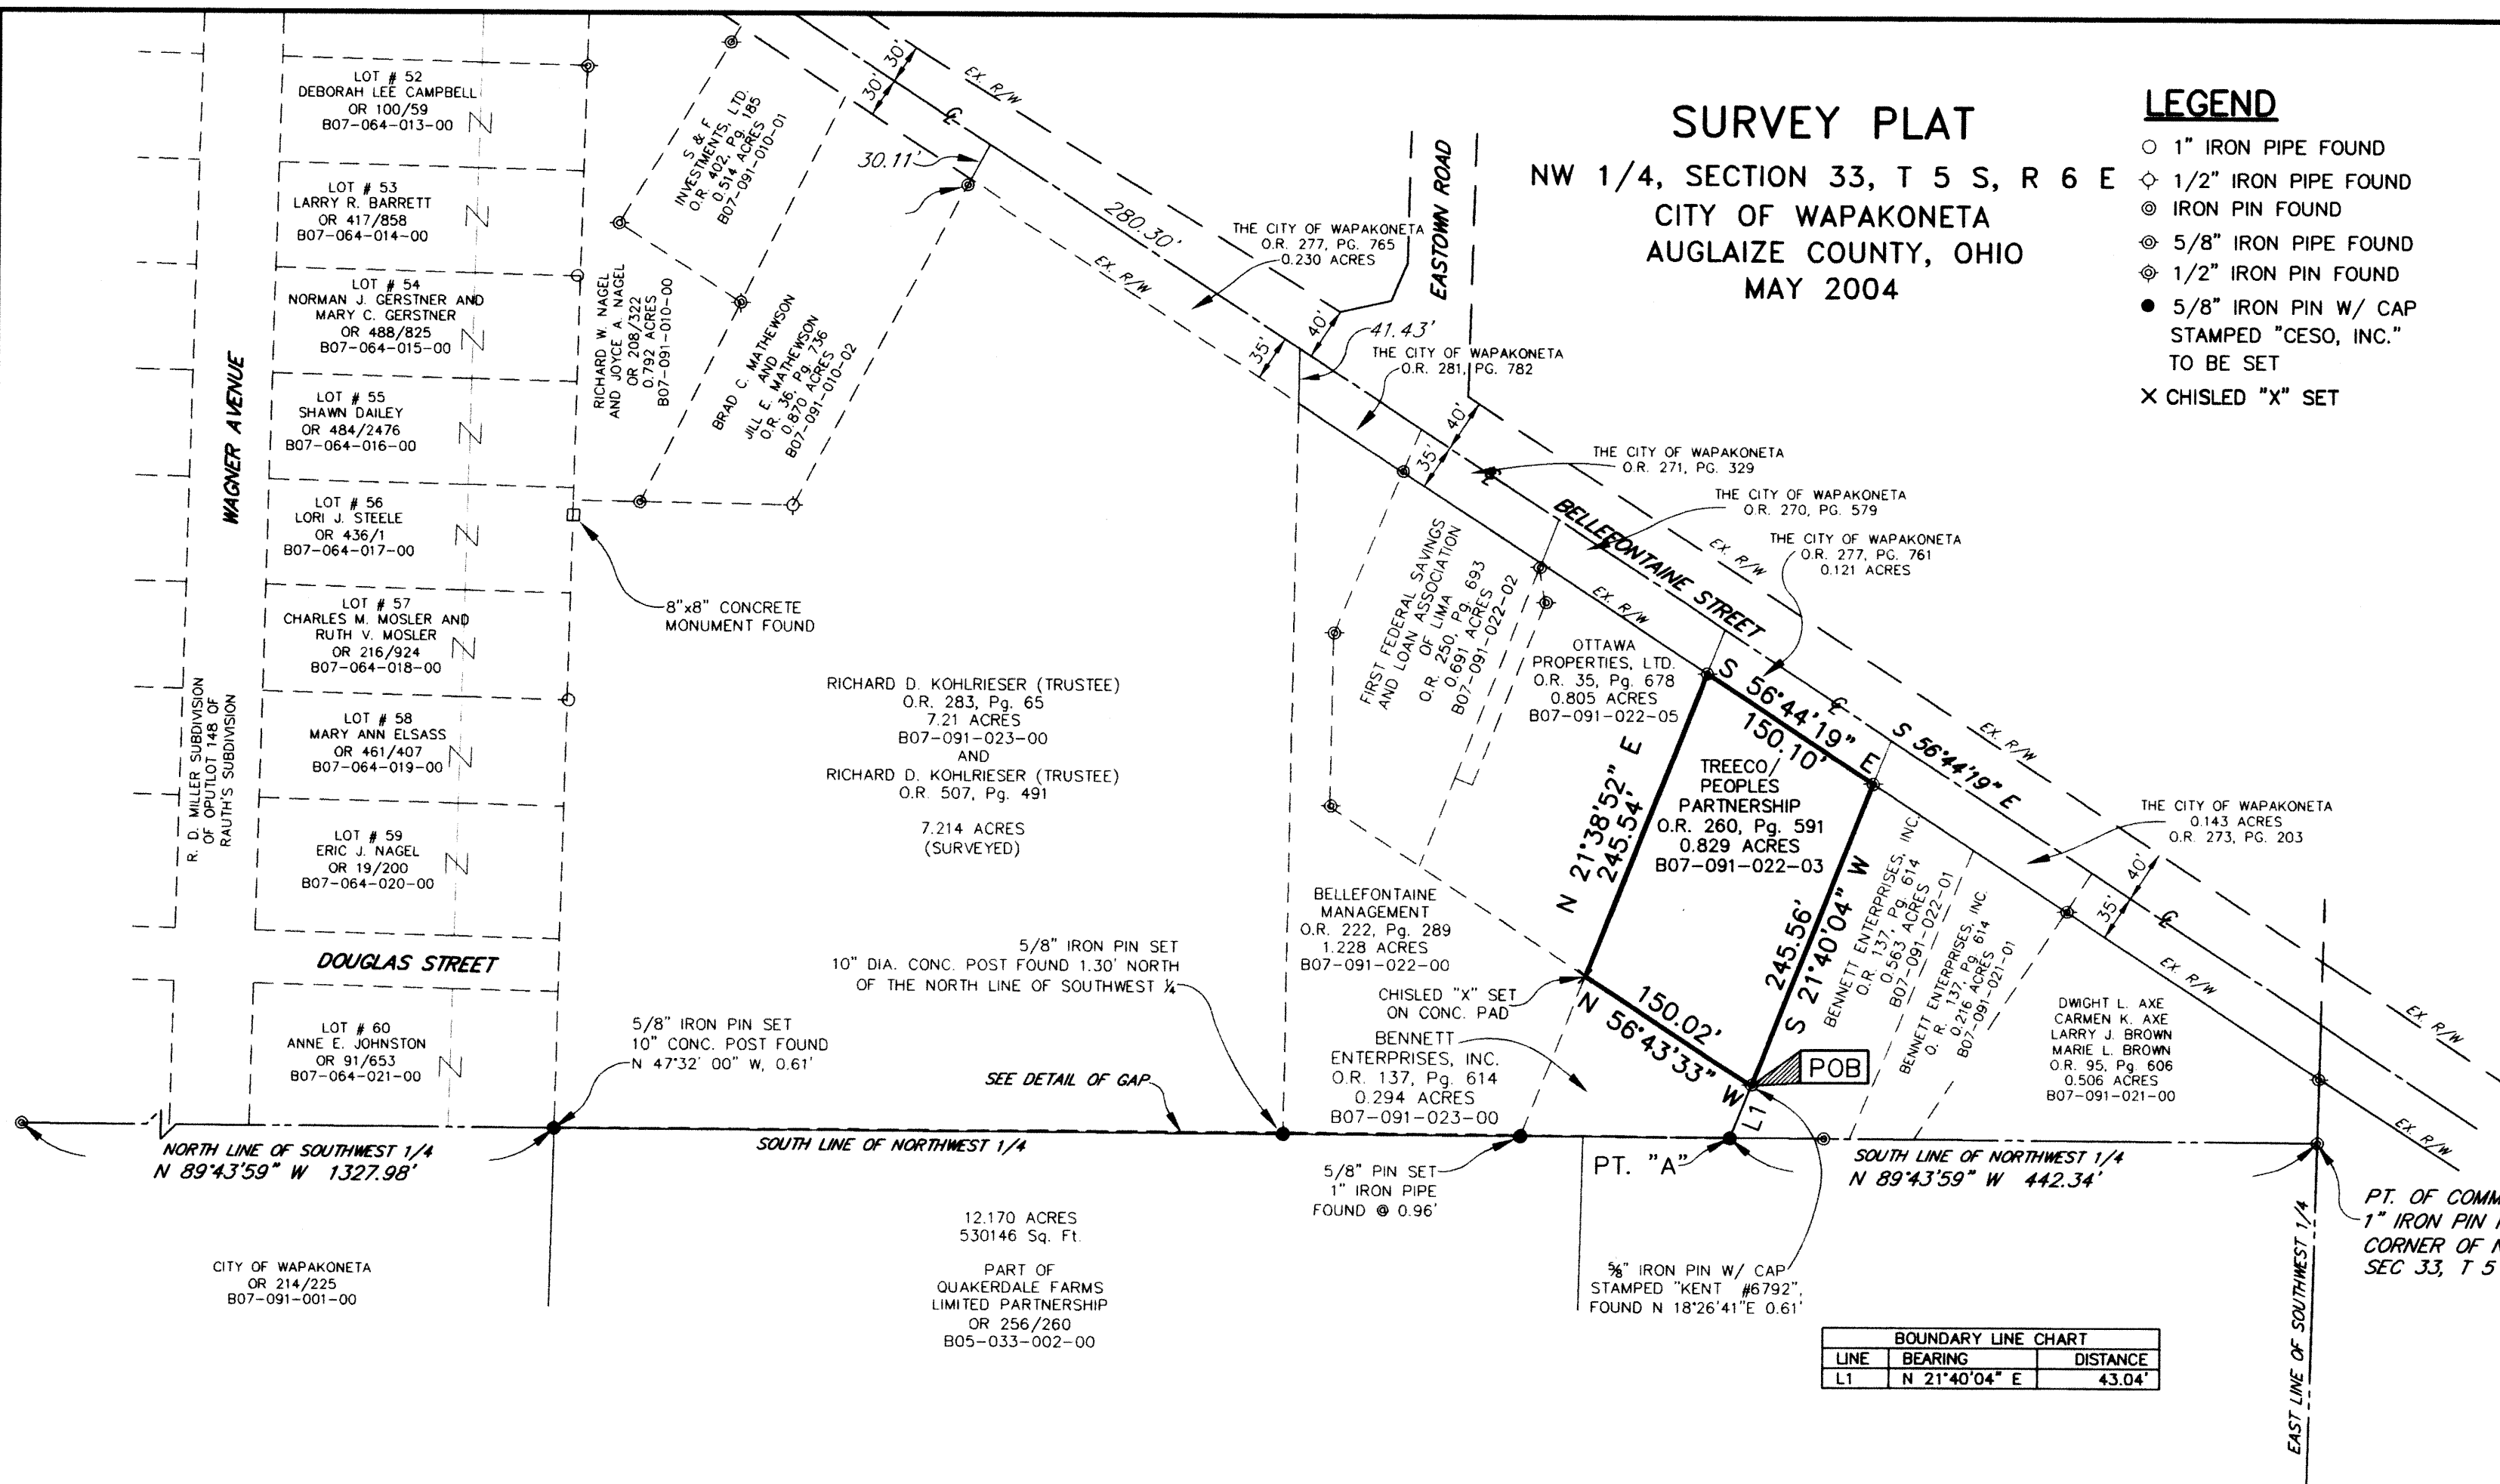 SURVEY PLAT
NW 1/4, SECTION 33, T 5 S, R 6 E
CITY OF WAPAKONETA
AUGLAIZE COUNTY, OHIO
MAY 2004
LEGEND
1" IRON PIPE FOUND
1/2" IRON PIPE FOUND
IRON PIN FOUND
5/8" IRON PIPE FOUND
1/2" IRON PIN FOUND
5/8" IRON PIN W/ CAP
STAMPED "CESO, INC."
TO BE SET
CHISLED "X" SET
LOT # 52
DEBORAH LEE CAMPBELL
OR 100/59
B07-064-013-00
LOT # 53
LARRY R. BARRETT
OR 417/858
B07-064-014-00
LOT # 54
NORMAN J. GERSTNER AND
MARY C. GERSTNER
OR 488/825
B07-064-015-00
LOT # 55
SHAWN DAILEY
OR 484/2476
B07-064-016-00
LOT # 56
LORI J. STEELE
OR 436/1
B07-064-017-00
LOT # 57
CHARLES M. MOSLER AND
RUTH V. MOSLER
OR 216/924
B07-064-018-00
LOT # 58
MARY ANN ELSASS
OR 461/407
B07-064-019-00
LOT # 59
ERIC J. NAGEL
OR 19/200
B07-064-020-00
DOUGLAS STREET
LOT # 60
ANNE E. JOHNSTON
OR 91/653
B07-064-021-00
WAGNER AVENUE
R. D. MILLER SUBDIVISION
OF OPUTLOT 148 OF
RAUTH'S SUBDIVISION
S & F
INVESTMENTS, LTD.
O.R. 402, Pg. 185
0.514 ACRES
B07-091-010-01
RICHARD W. NAGEL
AND JOYCE A. NAGEL
OR 208/322
0.792 ACRES
B07-091-010-00
BRAD C. MATHEWSON
AND
JILL E. MATHEWSON
O.R. 36, Pg. 736
0.870 ACRES
B07-091-010-02
30'
30'
EX. R/W
30.11'
280.30'
EX. R/W
THE CITY OF WAPAKONETA
O.R. 277, PG. 765
0.230 ACRES
EASTOWN ROAD
40'
35'
41.43'
THE CITY OF WAPAKONETA
O.R. 281, PG. 782
40'
35'
THE CITY OF WAPAKONETA
O.R. 271, PG. 329
THE CITY OF WAPAKONETA
O.R. 270, PG. 579
BELLEFONTAINE STREET
EX. R/W
EX. R/W
THE CITY OF WAPAKONETA
O.R. 277, PG. 761
0.121 ACRES
8"x8" CONCRETE
MONUMENT FOUND
RICHARD D. KOHLRIESER (TRUSTEE)
O.R. 283, Pg. 65
7.21 ACRES
B07-091-023-00
AND
RICHARD D. KOHLRIESER (TRUSTEE)
O.R. 507, Pg. 491
7.214 ACRES
(SURVEYED)
FIRST FEDERAL SAVINGS
AND LOAN ASSOCIATION
OF LIMA
O.R. 250, Pg. 693
0.691 ACRES
B07-091-022-02
OTTAWA
PROPERTIES, LTD.
O.R. 35, Pg. 678
0.805 ACRES
B07-091-022-05
S 56°44'19" E
150.10'
S 56°44'19" E
EX. R/W
N 21°38'52" E
245.54'
TREECO/
PEOPLES
PARTNERSHIP
O.R. 260, Pg. 591
0.829 ACRES
B07-091-022-03
245.56'
S 21°40'04" W
150.02'
N 56°43'33" W
POB
L1
BENNETT ENTERPRISES, INC.
O.R. 137, Pg. 614
0.563 ACRES
B07-091-022-01
BENNETT ENTERPRISES, INC.
O. R. 137, Pg. 614
0.216 ACRES
B07-091-021-01
THE CITY OF WAPAKONETA
0.143 ACRES
O.R. 273, PG. 203
40'
35'
EX. R/W
EX R/W
EX. R/W
DWIGHT L. AXE
CARMEN K. AXE
LARRY J. BROWN
MARIE L. BROWN
O.R. 95, Pg. 606
0.506 ACRES
B07-091-021-00
BELLEFONTAINE
MANAGEMENT
O.R. 222, Pg. 289
1.228 ACRES
B07-091-022-00
CHISLED "X" SET
ON CONC. PAD
BENNETT
ENTERPRISES, INC.
O.R. 137, Pg. 614
0.294 ACRES
B07-091-023-00
5/8" IRON PIN SET
10" DIA. CONC. POST FOUND 1.30' NORTH
OF THE NORTH LINE OF SOUTHWEST 1/4
5/8" IRON PIN SET
10" CONC. POST FOUND
N 47°32' 00" W, 0.61'
SEE DETAIL OF GAP
NORTH LINE OF SOUTHWEST 1/4
N 89°43'59" W 1327.98'
SOUTH LINE OF NORTHWEST 1/4
5/8" PIN SET
1" IRON PIPE
FOUND @ 0.96'
PT. "A"
SOUTH LINE OF NORTHWEST 1/4
N 89°43'59" W 442.34'
PT. OF COMM
1" IRON PIN
CORNER OF
SEC 33, T 5
EAST LINE OF SOUTHWEST 1/4
12.170 ACRES
530146 Sq. Ft.
PART OF
QUAKERDALE FARMS
LIMITED PARTNERSHIP
OR 256/260
B05-033-002-00
CITY OF WAPAKONETA
OR 214/225
B07-091-001-00
5/8" IRON PIN W/ CAP
STAMPED "KENT #6792",
FOUND N 18°26'41"E 0.61'
BOUNDARY LINE CHART
LINE BEARING DISTANCE
L1 N 21°40'04" E 43.04'